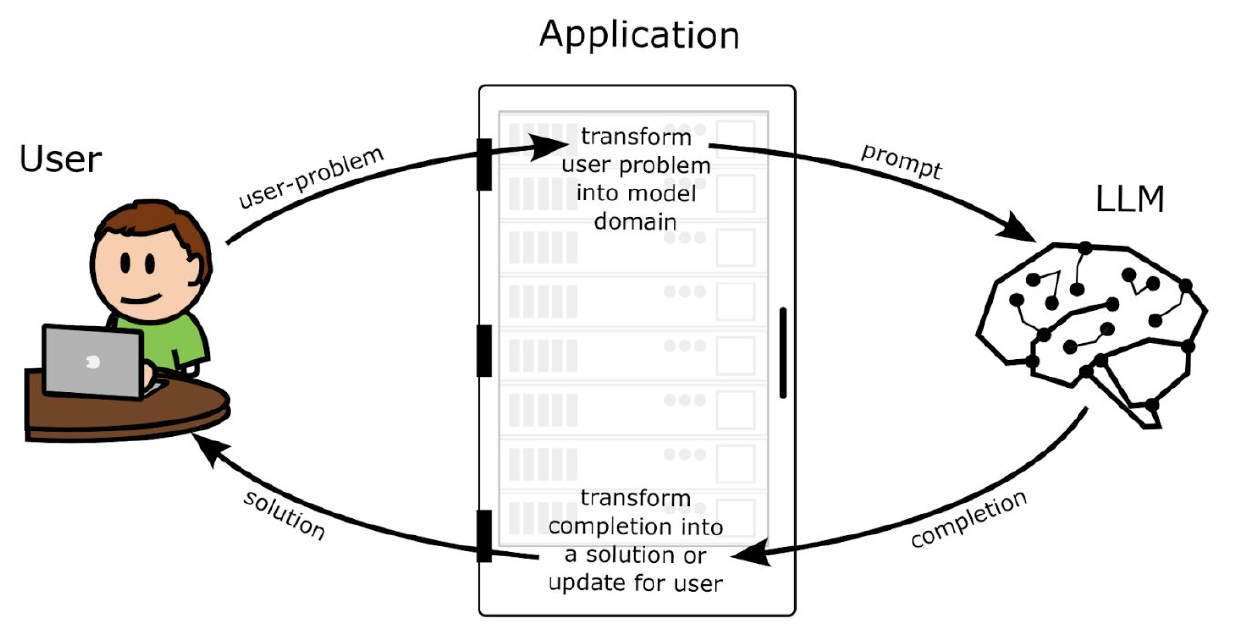 Application
User
user-problem
transform
user problem
into model
domain
prompt
LLM
completion
transform
completion into
a solution or
update for user
solution